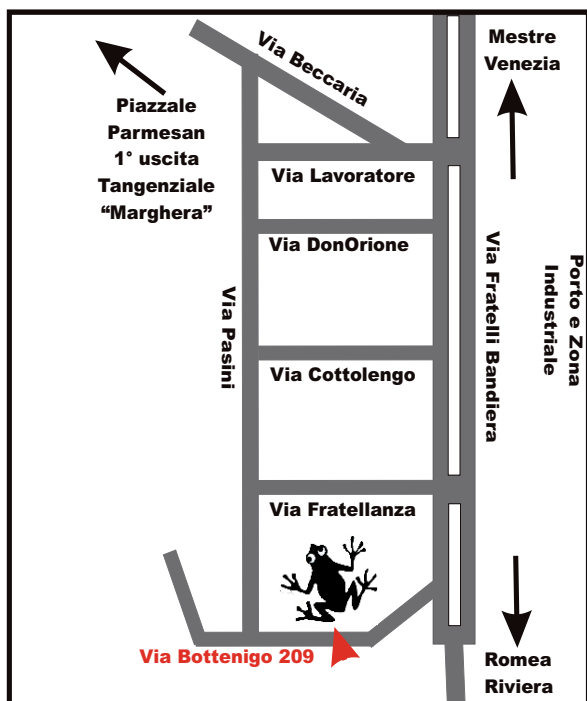 Via Beccaria
Mestre
Venezia
Piazzale
Parmesan
1° uscita
Tangenziale
“Marghera”
Via Lavoratore
Via DonOrione
Via Pasini
Via Fratelli Bandiera
Porto e Zona
Industriale
Via Cottolengo
Via Fratellanza
Via Bottenigo 209
Romea
Riviera